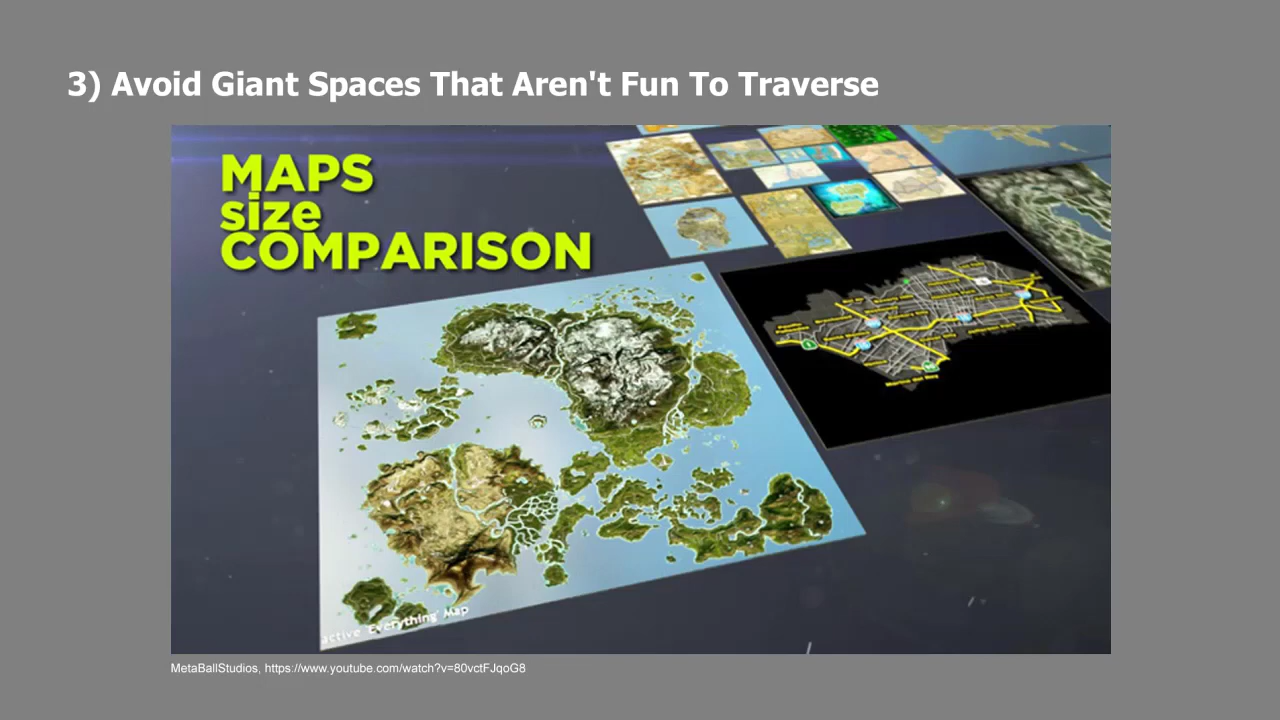 3) Avoid Giant Spaces That Aren't Fun To Traverse
MAPS
size
COMPARISON
active 'Everything' Map
MetaBallStudios, https://www.youtube.com/watch?v=80vctFJqoG8